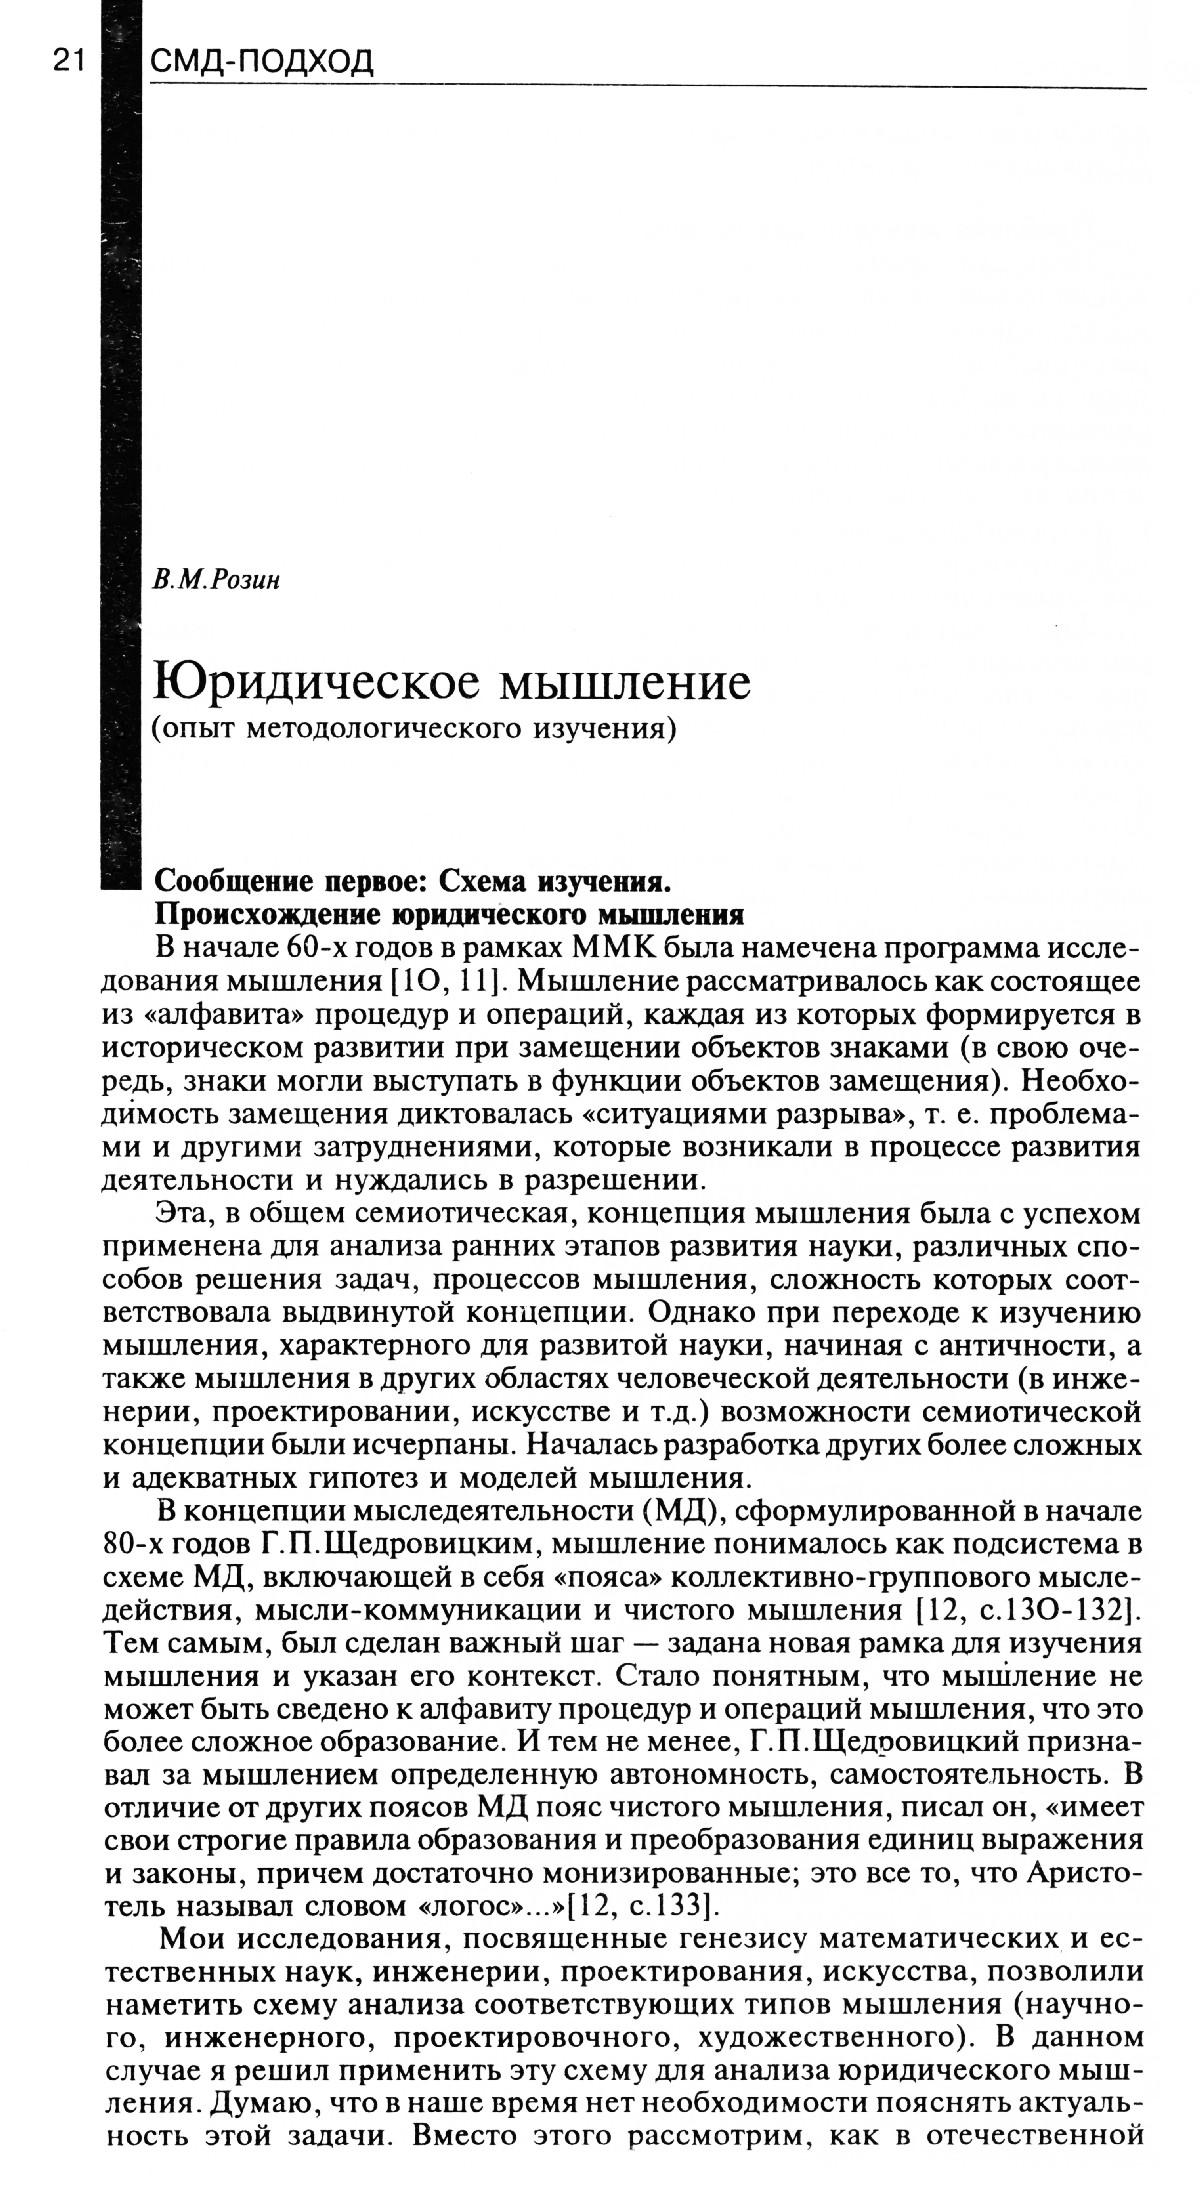 21 СМД-ПОДХОД
В.М.Розин
Юридическое мышление
(опыт методологического изучения)
Сообщение первое: Схема изучения.
Происхождение юридического мышления
В начале 60-х годов в рамках ММК была намечена программа иссле-
дования мышления [1О, 11]. Мышление рассматривалось как состоящее
из «алфавита» процедур и операций, каждая из которых формируется в
историческом развитии при замещении объектов знаками (в свою оче-
редь, знаки могли выступать в функции объектов замещения). Необхо-
димость замещения диктовалась «ситуациями разрыва», т. е. проблема-
ми и другими затруднениями, которые возникали в процессе развития
деятельности и нуждались в разрешении.
Эта, в общем семиотическая, концепция мышления была с успехом
применена для анализа ранних этапов развития науки, различных спо-
собов решения задач, процессов мышления, сложность которых соот-
ветствовала выдвинутой концепции. Однако при переходе к изучению
мышления, характерного для развитой науки, начиная с античности, а
также мышления в других областях человеческой деятельности (в инже-
нерии, проектировании, искусстве и т.д.) возможности семиотической
концепции были исчерпаны. Началась разработка других более сложных
и адекватных гипотез и моделей мышления.
В концепции мыследеятельности (МД), сформулированной в начале
80-х годов Г.П.Щедровицким, мышление понималось как подсистема в
схеме МД, включающей в себя «пояса» коллективно-группового мысле-
действия, мысли-коммуникации и чистого мышления [12, с.13О-132].
Тем самым, был сделан важный шаг — задана новая рамка для изучения
мышления и указан его контекст. Стало понятным, что мышление не
может быть сведено к алфавиту процедур и операций мышления, что это
более сложное образование. И тем не менее, Г.П.Щедровицкий призна-
вал за мышлением определенную автономность, самостоятельность. В
отличие от других поясов МД пояс чистого мышления, писал он, «имеет
свои строгие правила образования и преобразования единиц выражения
и законы, причем достаточно монизированные; это все то, что Аристо-
тель называл словом «логос»...»[12, с.133].
Мои исследования, посвященные генезису математических и ес-
тественных наук, инженерии, проектирования, искусства, позволили
наметить схему анализа соответствующих типов мышления (научно-
го, инженерного, проектировочного, художественного). В данном
случае я решил применить эту схему для анализа юридического мыш-
ления. Думаю, что в наше время нет необходимости пояснять актуаль-
ность этой задачи. Вместо этого рассмотрим, как в отечественной